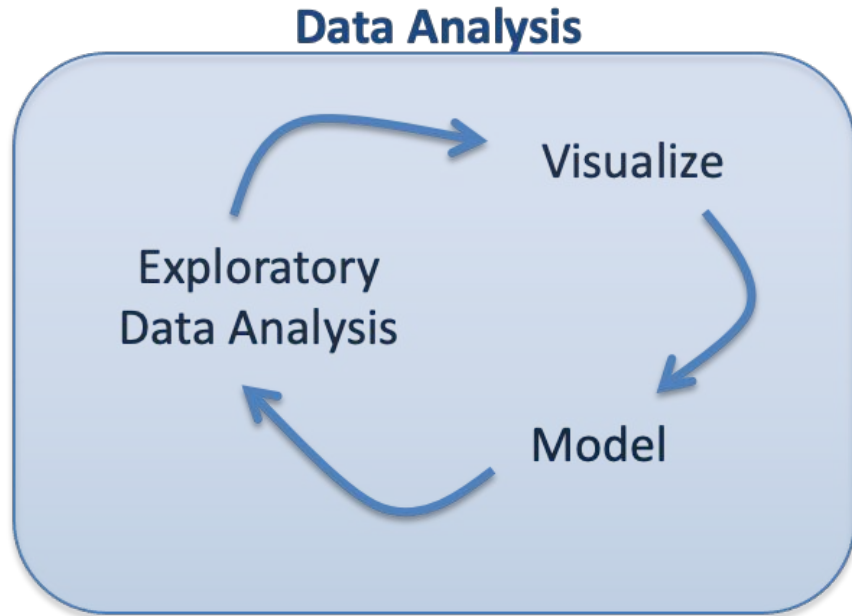 Data Analysis
Visualize
Exploratory
Data Analysis
Model